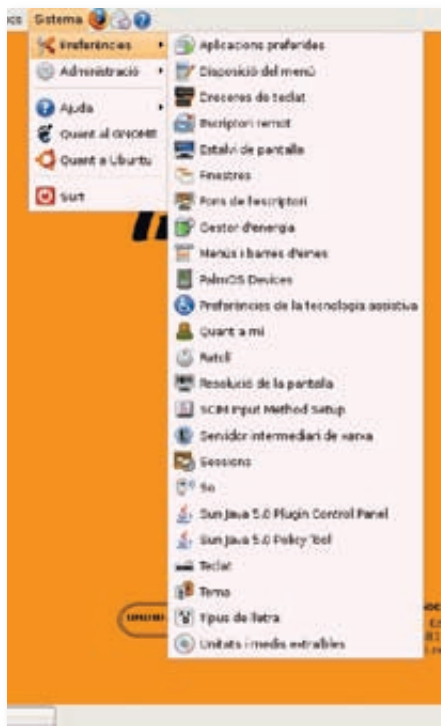 Sistema
Preferències
Administració
Ajuda
Quant al GNOME
Quant a Ubuntu
Surt
Aplicacions preferides
Disposició del menú
Dreceres de teclat
Escriptori remot
Estalvi de pantalla
Finestres
Fons de l'escriptori
Gestor d'energia
Menús i barres d'eines
PalmOS Devices
Preferències de la tecnologia assistiva
Quant a mi
Ratolí
Resolució de la pantalla
SCIM Input Method Setup
Servidor intermediari de xarxa
Sessions
So
Sun Java 5.0 Plugin Control Panel
Sun Java 5.0 Policy Tool
Teclat
Tema
Tipus de lletra
Unitats i medis extraïbles